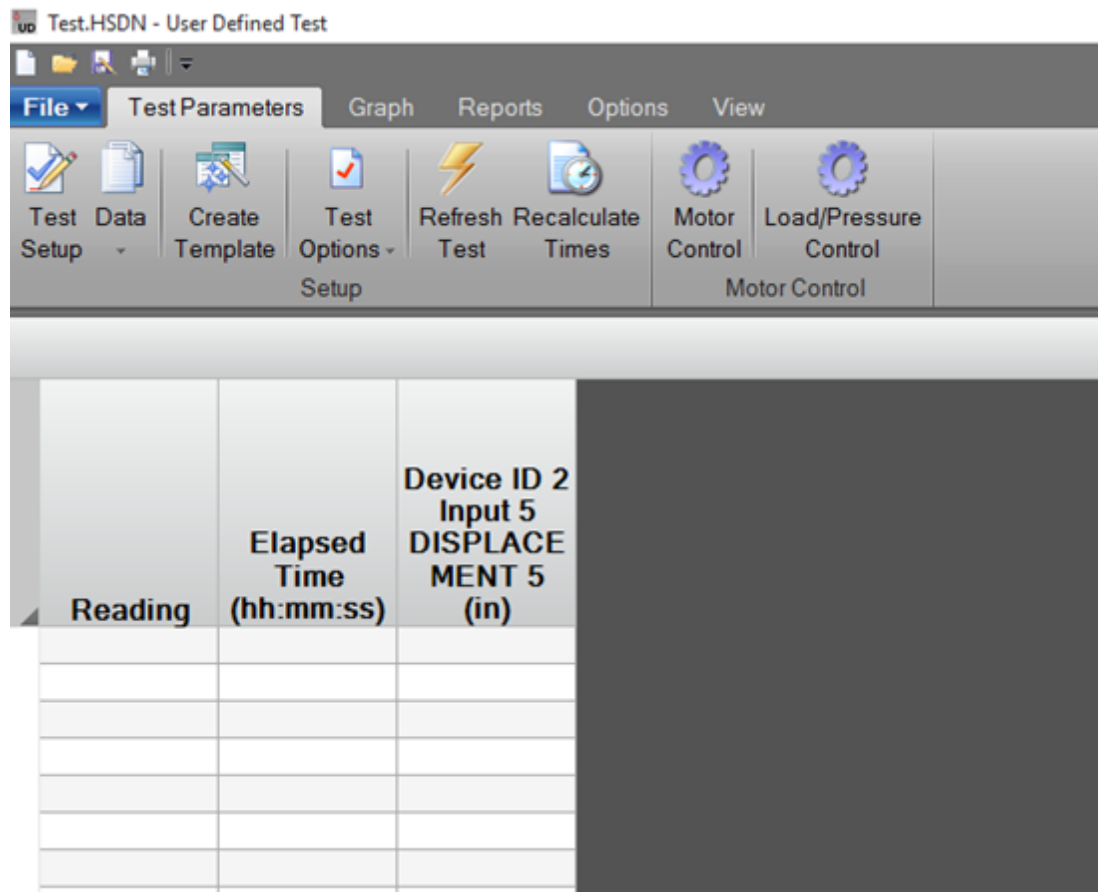 UD Test.HSDN - User Defined Test
File Test Parameters Graph Reports Options View
Test Setup Data Create Template Test Options Refresh Test Recalculate Times Motor Control Load/Pressure Control
Setup Motor Control
Reading
Elapsed
Time
(hh:mm:ss)
Device ID 2
Input 5
DISPLACE
MENT 5
(in)